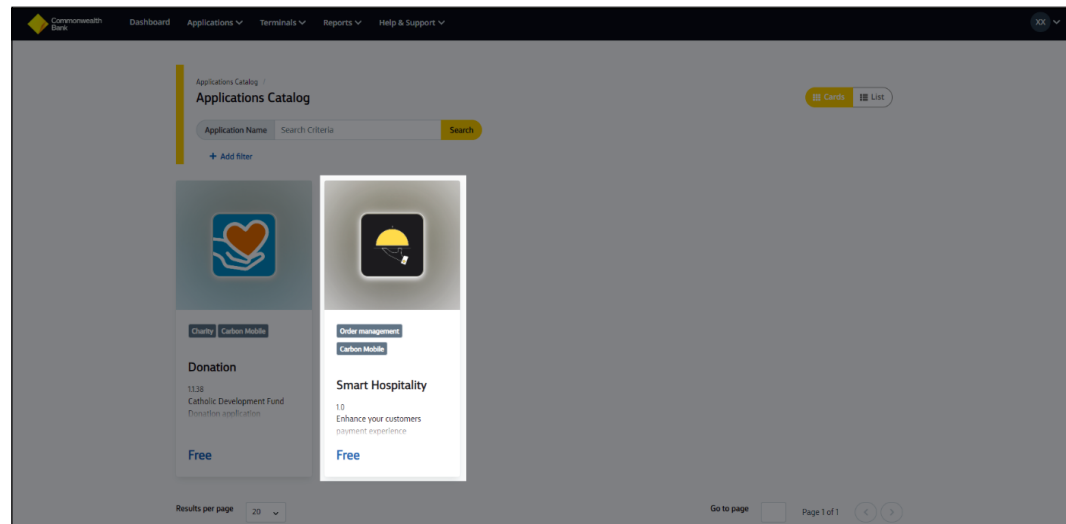 Commonwealth
Bank
Dashboard
Applications
Terminals
Reports
Help & Support
XX
Applications Catalog /
Applications Catalog
Cards
List
Application Name
Search Criteria
Search
+ Add filter
Charity
Carbon Mobile
Donation
1.1.38
Catholic Development Fund
Donation application
Free
Order management
Carbon Mobile
Smart Hospitality
1.0
Enhance your customers
payment experience
Free
Results per page
20
Go to page
Page 1 of 1